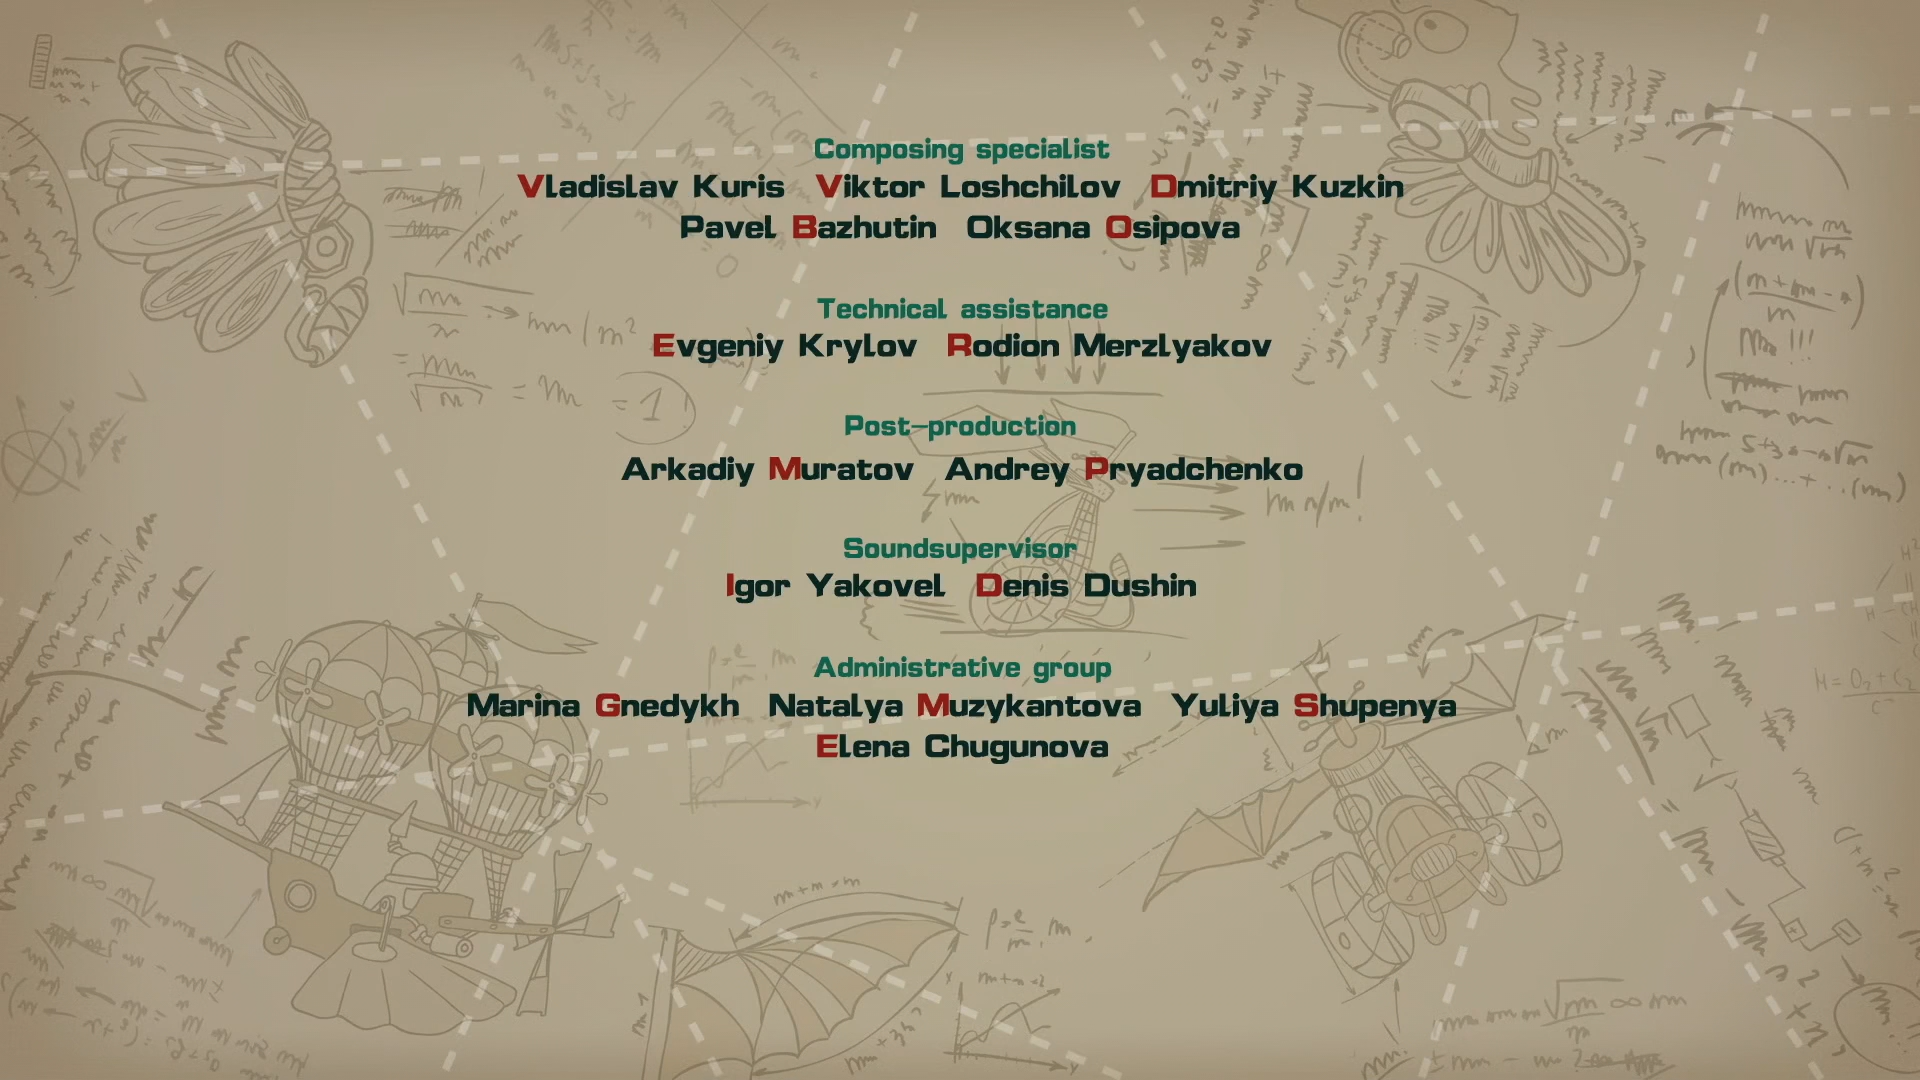 Composing specialist
Vladislav Kuris Viktor Loshchilov Dmitriy Kuzkin
Pavel Bazhutin Oksana Osipova
Technical assistance
Evgeniy Krylov Rodion Merzlyakov
Post-production
Arkadiy Muratov Andrey Pryadchenko
Soundsupervisor
Igor Yakovel Denis Dushin
Administrative group
Marina Gnedykh Natalya Muzykantova Yuliya Shupenya
Elena Chugunova